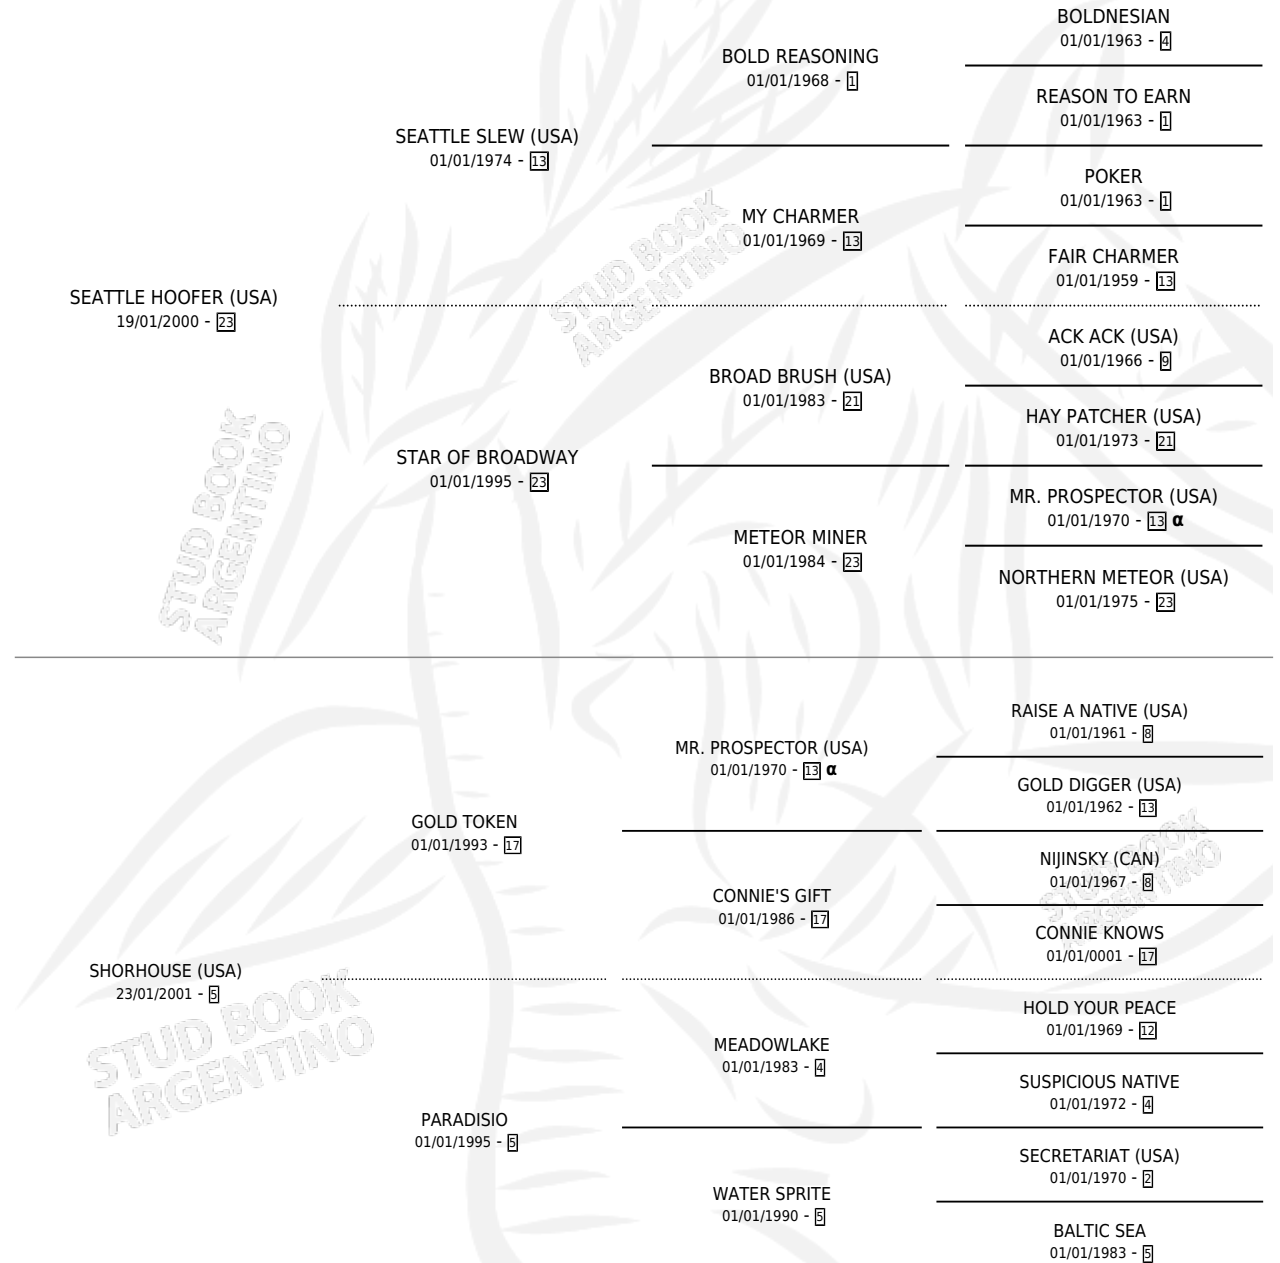 BOLDNESIAN
01/01/1963 - 4
BOLD REASONING
01/01/1968 - 1
REASON TO EARN
01/01/1963 - 1
SEATTLE SLEW (USA)
01/01/1974 - 13
POKER
01/01/1963 - 1
MY CHARMER
01/01/1969 - 13
FAIR CHARMER
01/01/1959 - 13
SEATTLE HOOFER (USA)
19/01/2000 - 23
ACK ACK (USA)
01/01/1966 - 9
BROAD BRUSH (USA)
01/01/1983 - 21
HAY PATCHER (USA)
01/01/1973 - 21
STAR OF BROADWAY
01/01/1995 - 23
MR. PROSPECTOR (USA)
01/01/1970 - 13 α
METEOR MINER
01/01/1984 - 23
NORTHERN METEOR (USA)
01/01/1975 - 23
RAISE A NATIVE (USA)
01/01/1961 - 8
MR. PROSPECTOR (USA)
01/01/1970 - 13 α
GOLD DIGGER (USA)
01/01/1962 - 13
GOLD TOKEN
01/01/1993 - 17
NIJINSKY (CAN)
01/01/1967 - 8
CONNIE'S GIFT
01/01/1986 - 17
CONNIE KNOWS
01/01/0001 - 17
SHORHOUSE (USA)
23/01/2001 - 5
HOLD YOUR PEACE
01/01/1969 - 12
MEADOWLAKE
01/01/1983 - 4
SUSPICIOUS NATIVE
01/01/1972 - 4
PARADISIO
01/01/1995 - 5
SECRETARIAT (USA)
01/01/1970 - 2
WATER SPRITE
01/01/1990 - 5
BALTIC SEA
01/01/1983 - 5
STUD BOOK
ARGENTINO
STUD BOOK
ARGENTINO
STUD BOOK
ARGENTINO
STUD BOOK
ARGENTINO